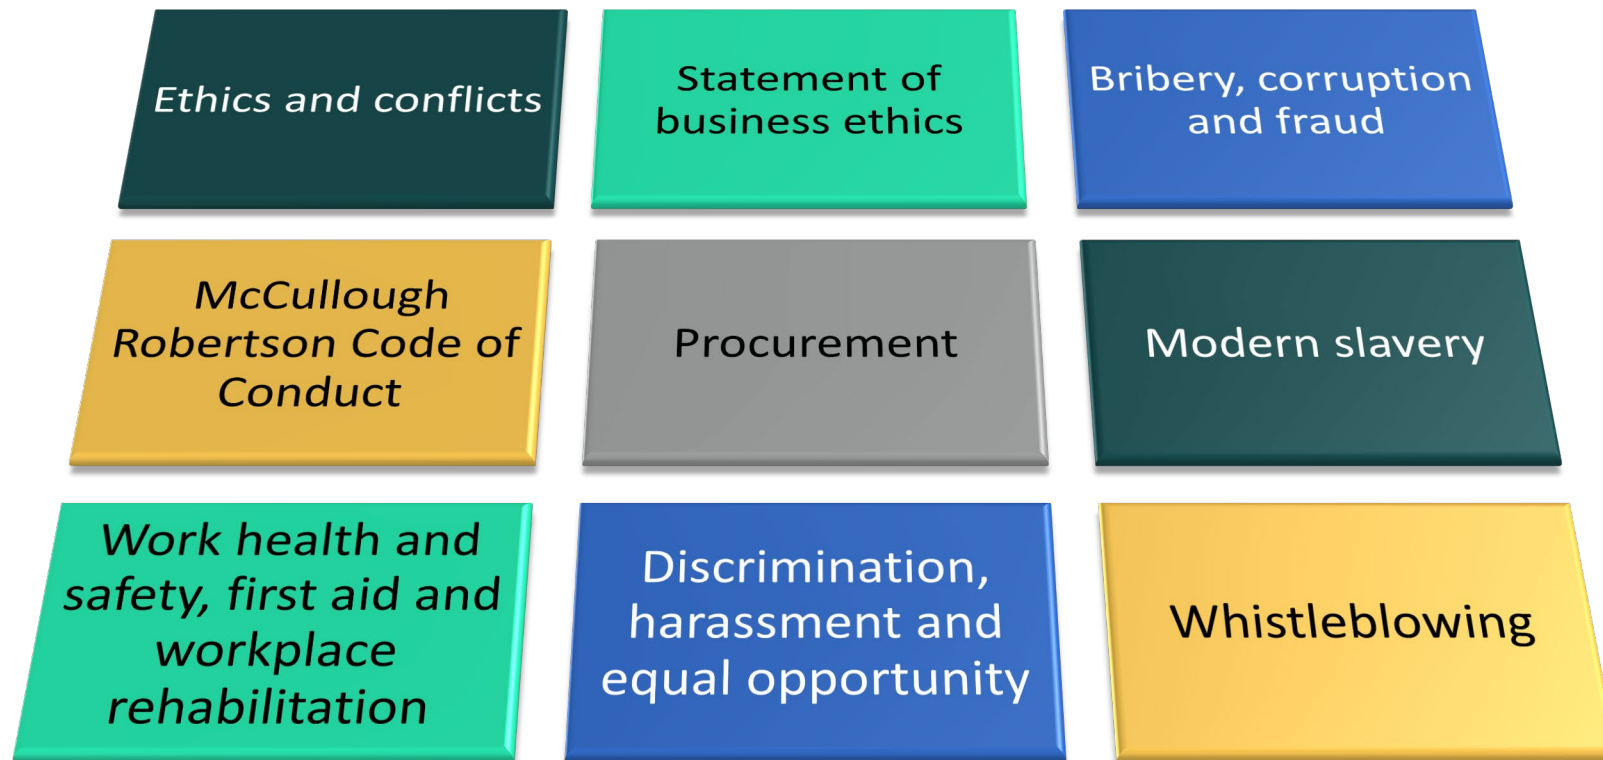 Ethics and conflicts
Statement of
business ethics
Bribery, corruption
and fraud
McCullough
Robertson Code of
Conduct
Procurement
Modern slavery
Work health and
safety, first aid and
workplace
rehabilitation
Discrimination,
harassment and
equal opportunity
Whistleblowing